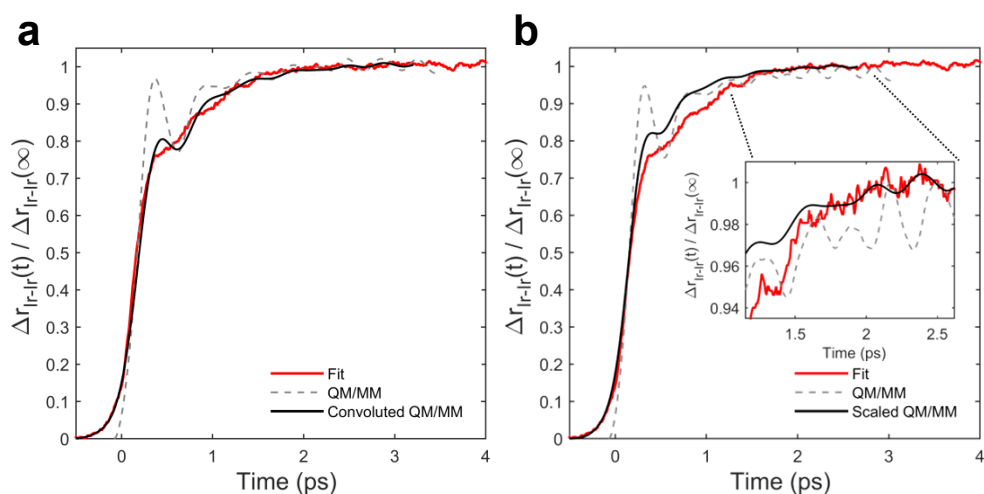 a
1
0.9
0.8
0.7
0.6
0.5
0.4
0.3
0.2
0.1
0
Δr_Ir-Ir(t) / Δr_Ir-Ir(∞)
Fit
QM/MM
Convoluted QM/MM
0 1 2 3 4
Time (ps)
b
1
0.9
0.8
0.7
0.6
0.5
0.4
0.3
0.2
0.1
0
Δr_Ir-Ir(t) / Δr_Ir-Ir(∞)
1
0.98
0.96
0.94
Δr_Ir-Ir(t) / Δr_Ir-Ir(∞)
1.5 2 2.5
Time (ps)
Fit
QM/MM
Scaled QM/MM
0 1 2 3 4
Time (ps)